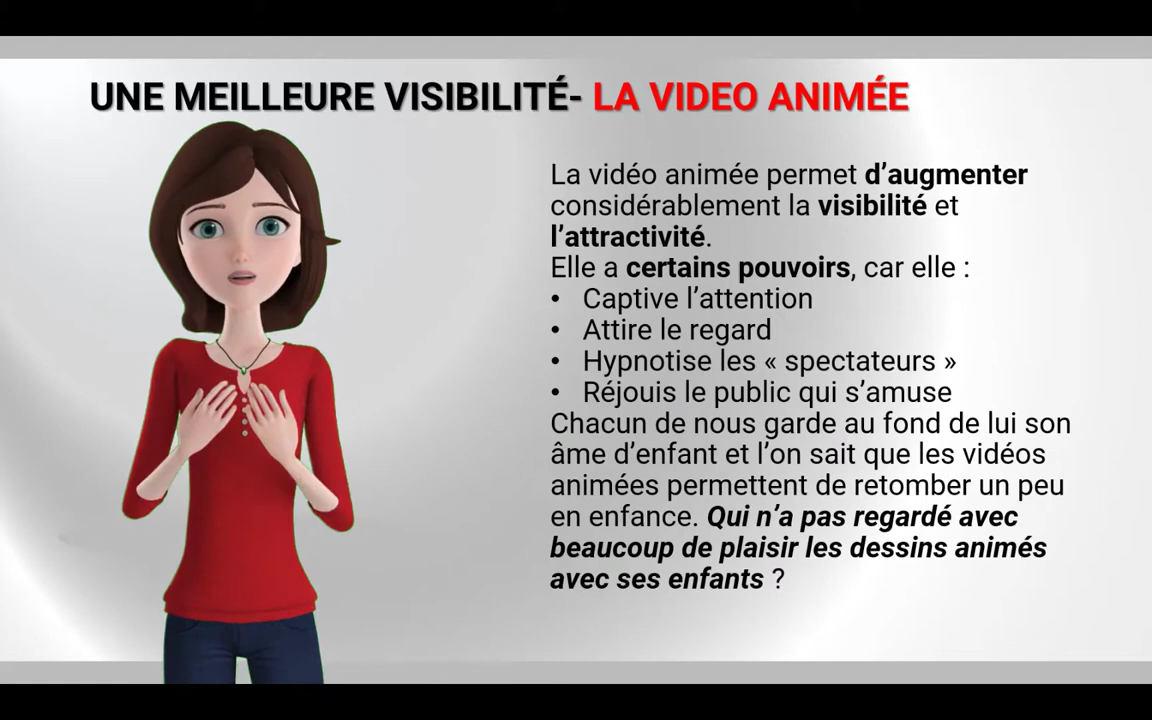 UNE MEILLEURE VISIBILITÉ- LA VIDEO ANIMÉE
La vidéo animée permet d’augmenter
considérablement la visibilité et
l’attractivité.
Elle a certains pouvoirs, car elle :
• Captive l’attention
• Attire le regard
• Hypnotise les « spectateurs »
• Réjouis le public qui s’amuse
Chacun de nous garde au fond de lui son
âme d’enfant et l’on sait que les vidéos
animées permettent de retomber un peu
en enfance. Qui n’a pas regardé avec
beaucoup de plaisir les dessins animés
avec ses enfants ?